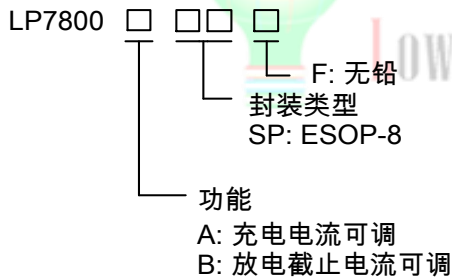 LP7800 □ □□ □
F: 无铅
封装类型
SP: ESOP-8
功能
A: 充电电流可调
B: 放电截止电流可调
LOW